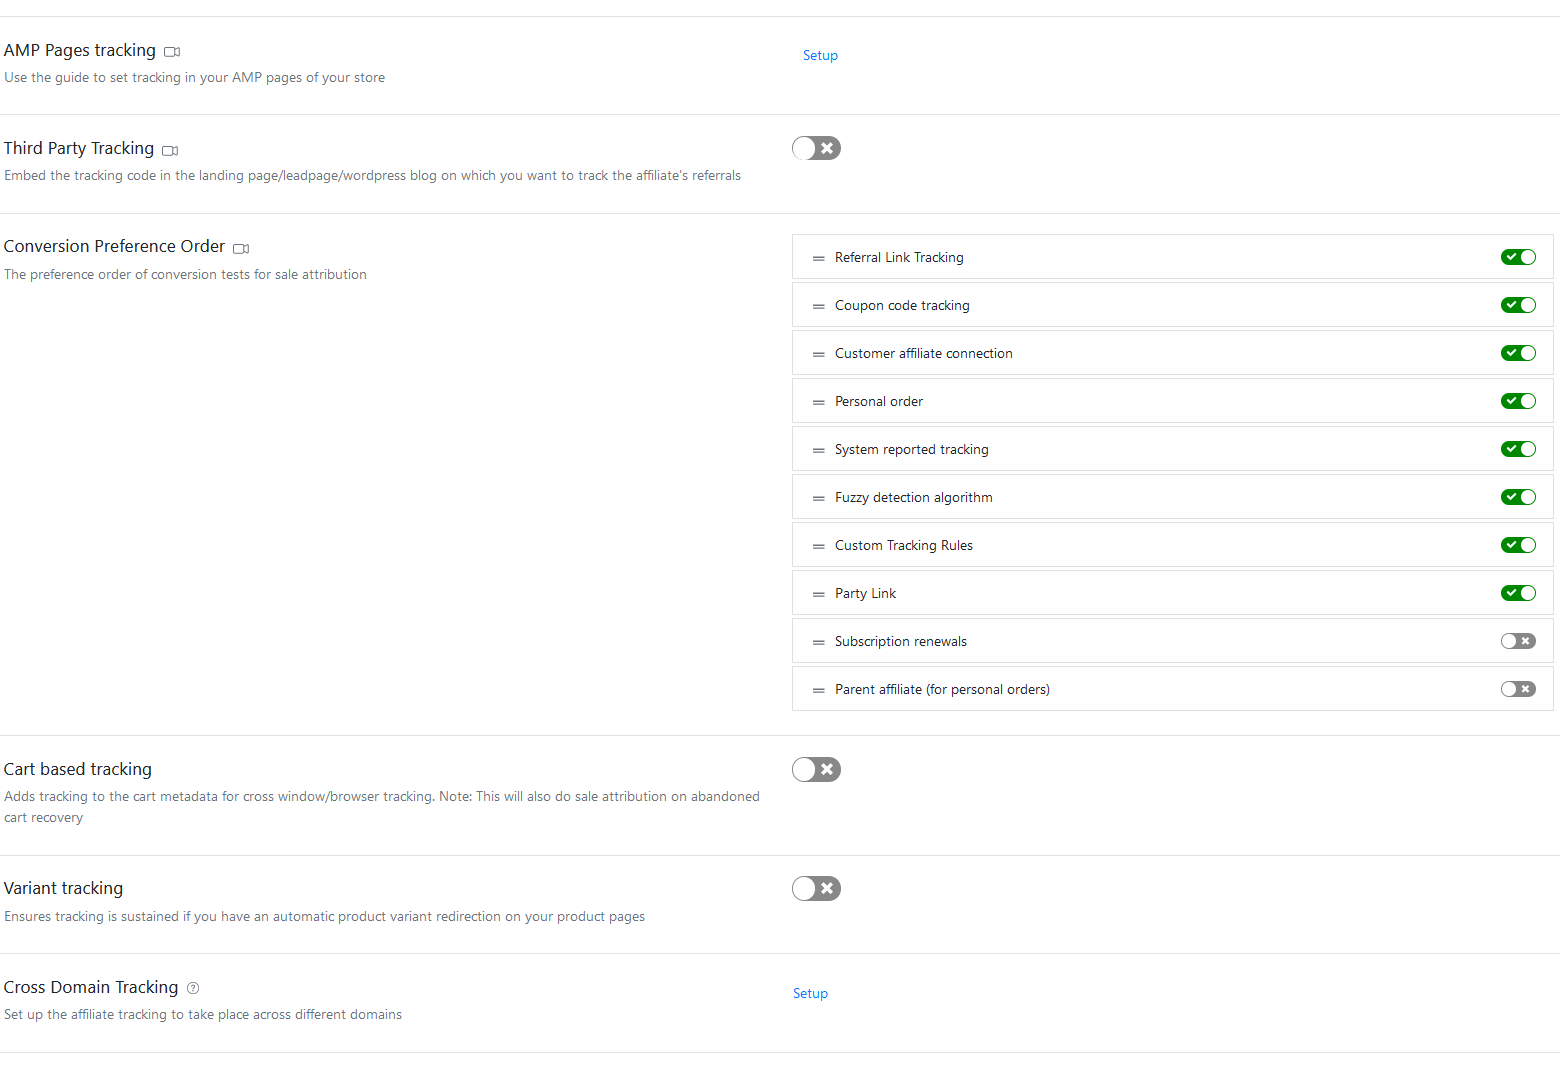 AMP Pages tracking
Setup
Use the guide to set tracking in your AMP pages of your store
Third Party Tracking
Embed the tracking code in the landing page/leadpage/wordpress blog on which you want to track the affiliate's referrals
Conversion Preference Order
The preference order of conversion tests for sale attribution
Referral Link Tracking
Coupon code tracking
Customer affiliate connection
Personal order
System reported tracking
Fuzzy detection algorithm
Custom Tracking Rules
Party Link
Subscription renewals
Parent affiliate (for personal orders)
Cart based tracking
Adds tracking to the cart metadata for cross window/browser tracking. Note: This will also do sale attribution on abandoned
cart recovery
Variant tracking
Ensures tracking is sustained if you have an automatic product variant redirection on your product pages
Cross Domain Tracking
Setup
Set up the affiliate tracking to take place across different domains